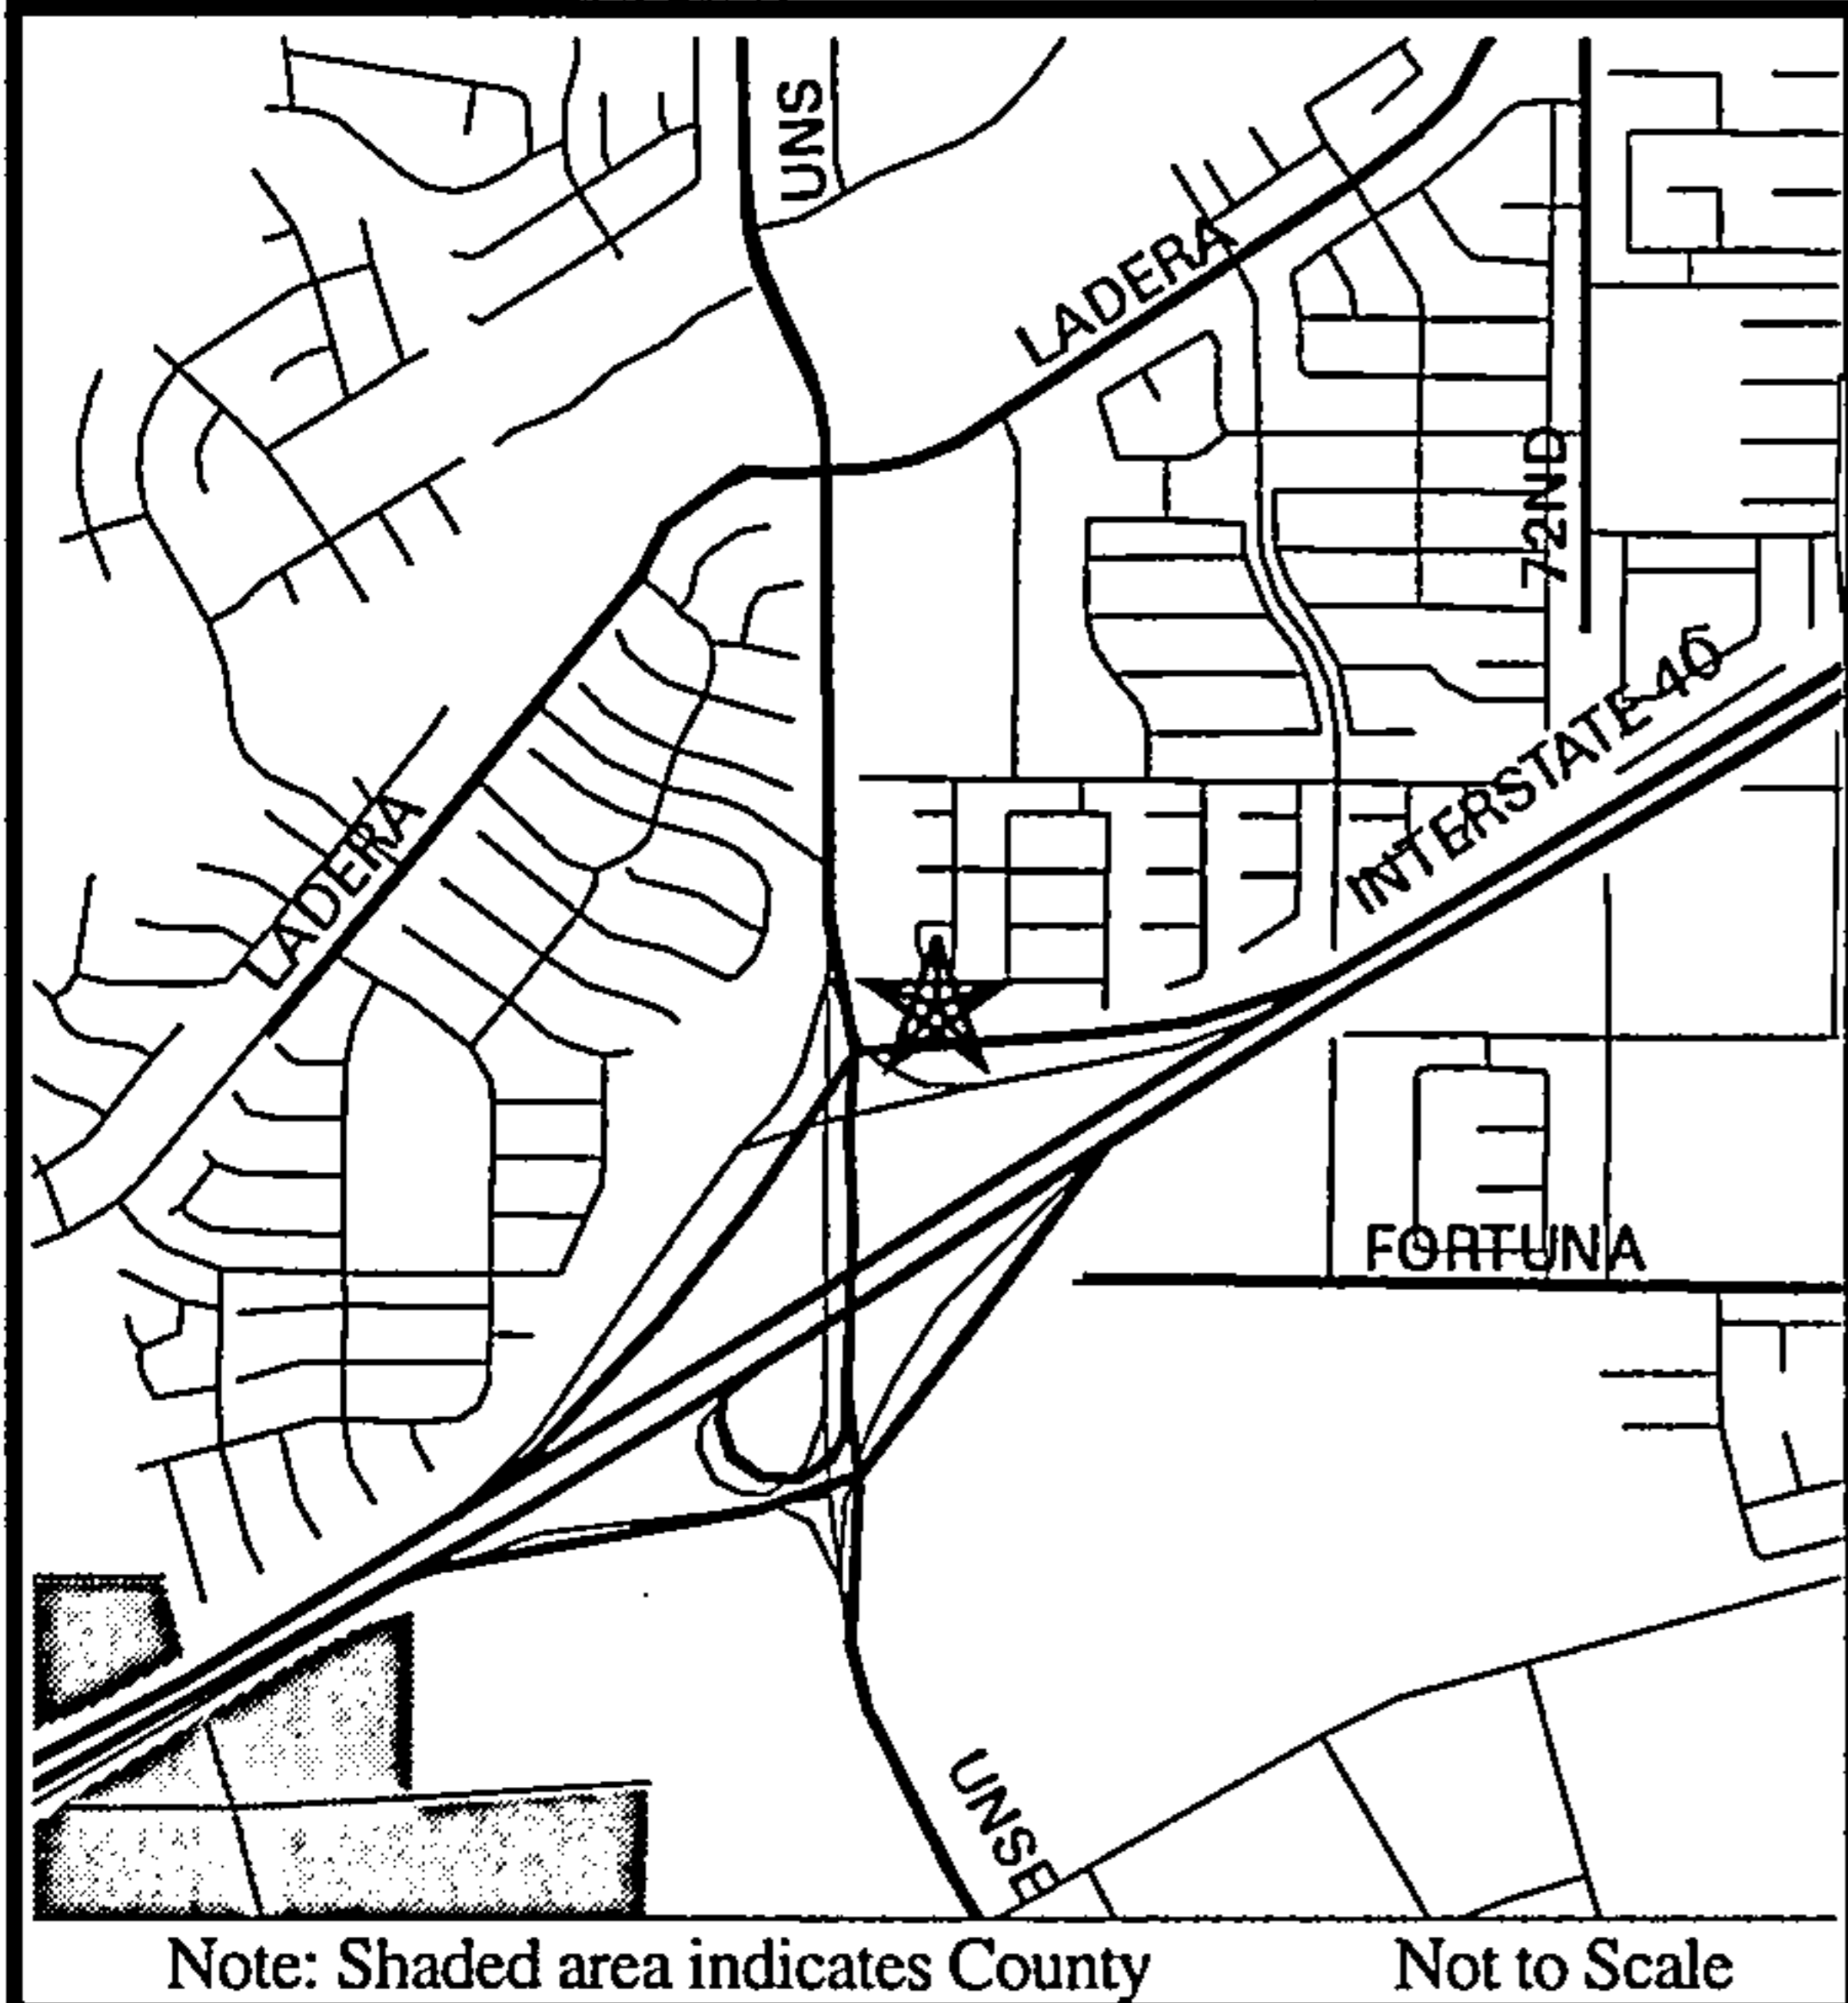 UNS
LADERA
72ND
INTERSTATE 40
LADERA
FORTUNA
UNSE
Note: Shaded area indicates County
Not to Scale